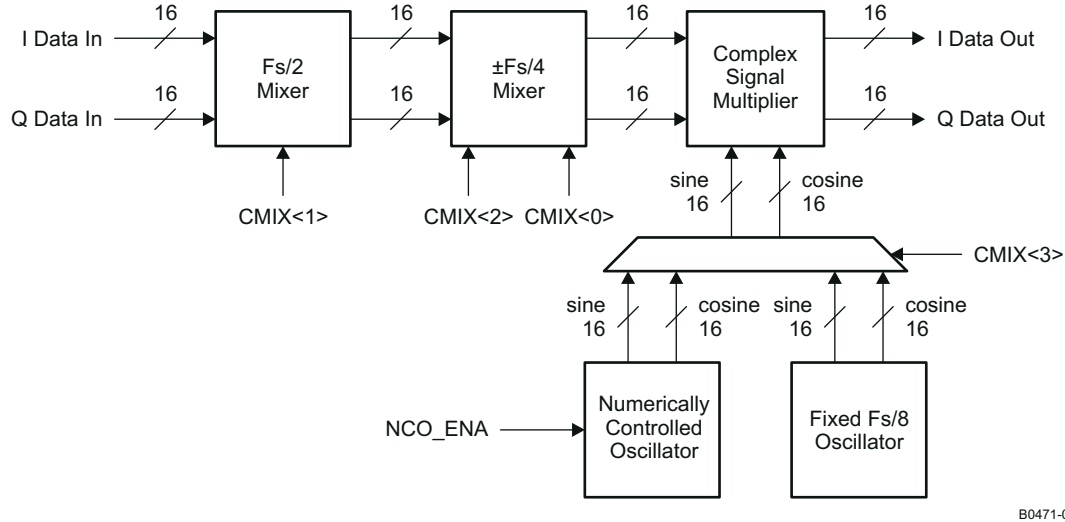 16 16 16 16
I Data In
I Data Out
Fs/2
Mixer
±Fs/4
Mixer
Complex
Signal
Multiplier
16 16 16 16
Q Data In
Q Data Out
sine
16
cosine
16
CMIX<1>
CMIX<2>
CMIX<0>
CMIX<3>
sine
16
cosine
16
sine
16
cosine
16
NCO_ENA
Numerically
Controlled
Oscillator
Fixed Fs/8
Oscillator